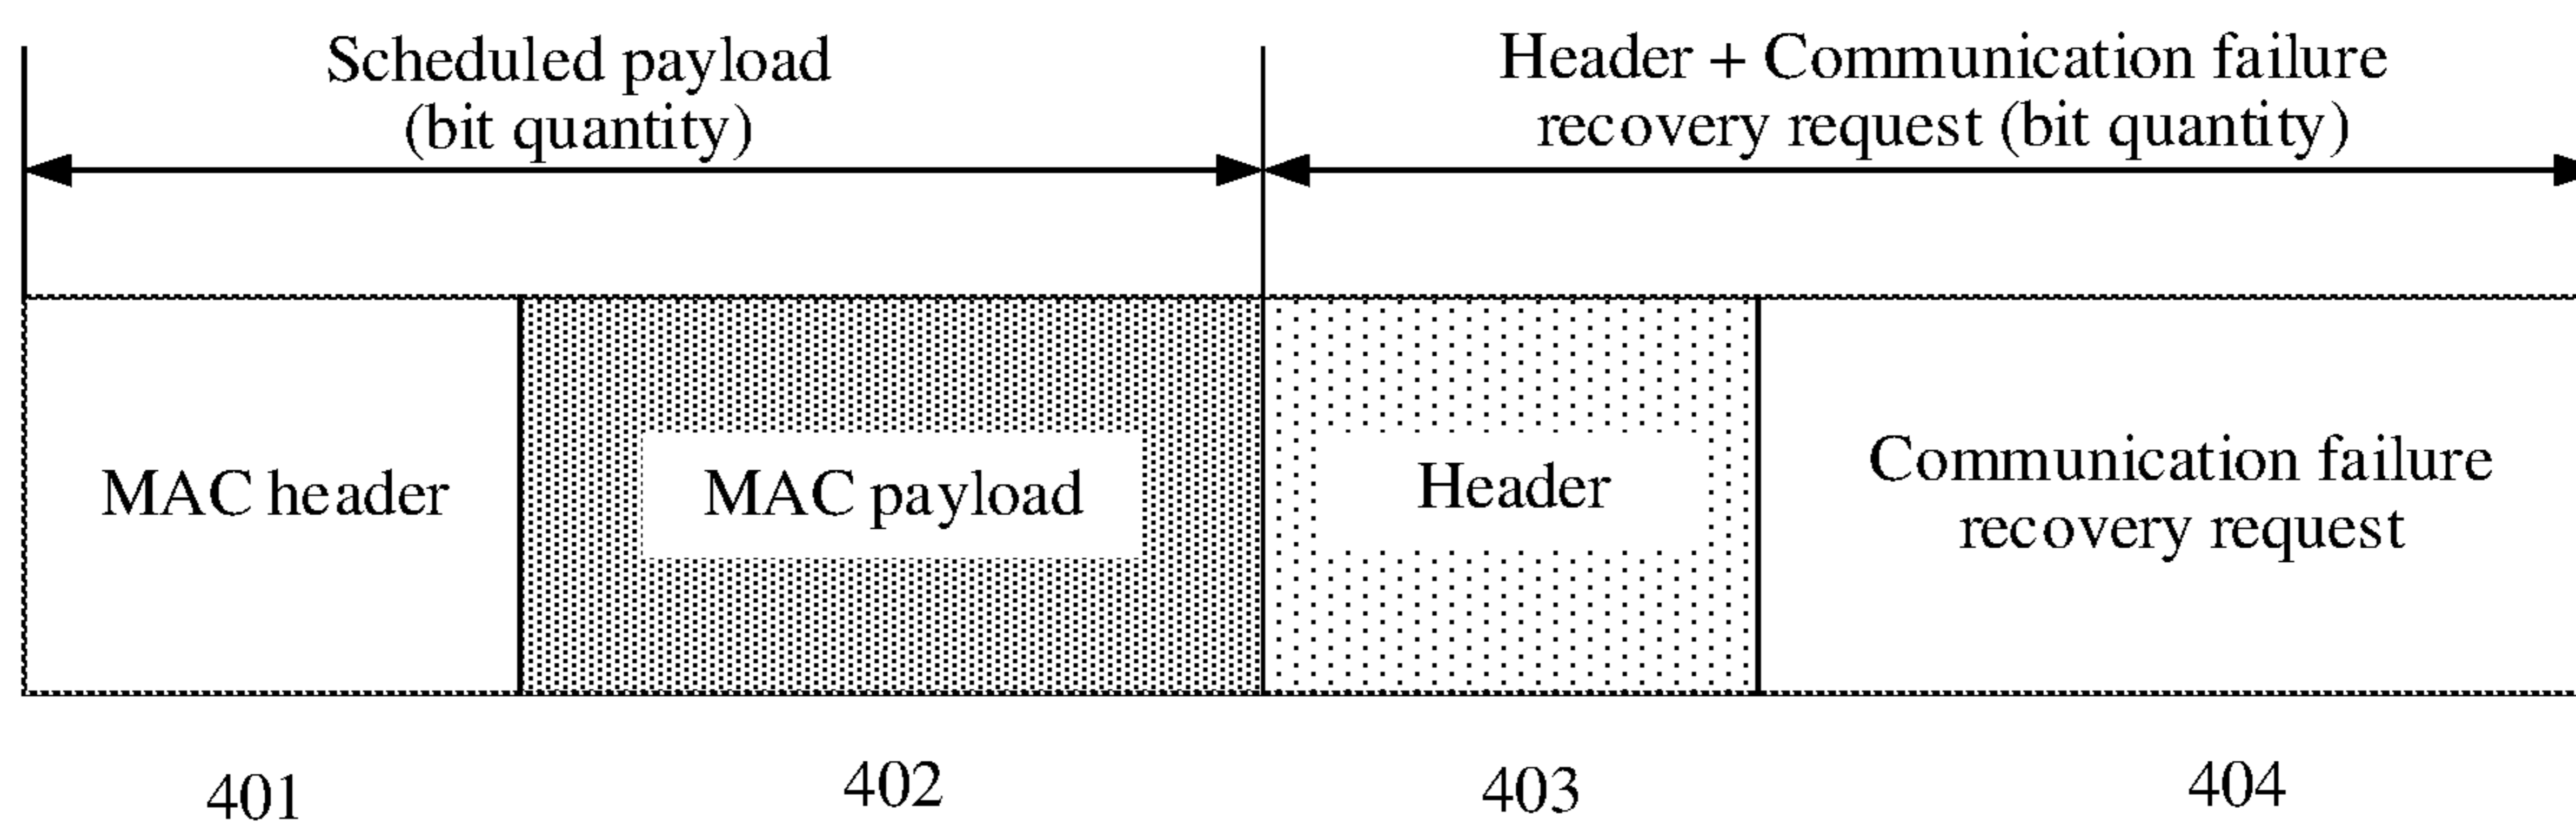 Scheduled payload
(bit quantity)
Header + Communication failure
recovery request (bit quantity)
MAC header
MAC payload
Header
Communication failure
recovery request
401
402
403
404